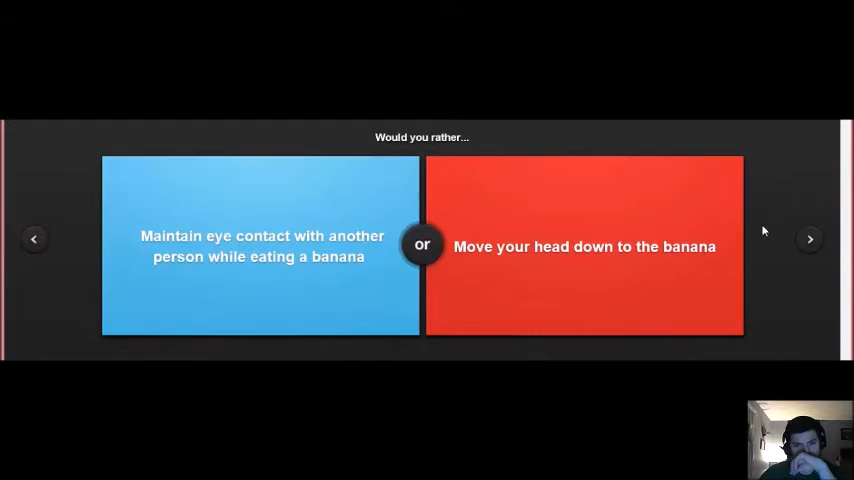 Would you rather...
Maintain eye contact with another
person while eating a banana
or
Move your head down to the banana